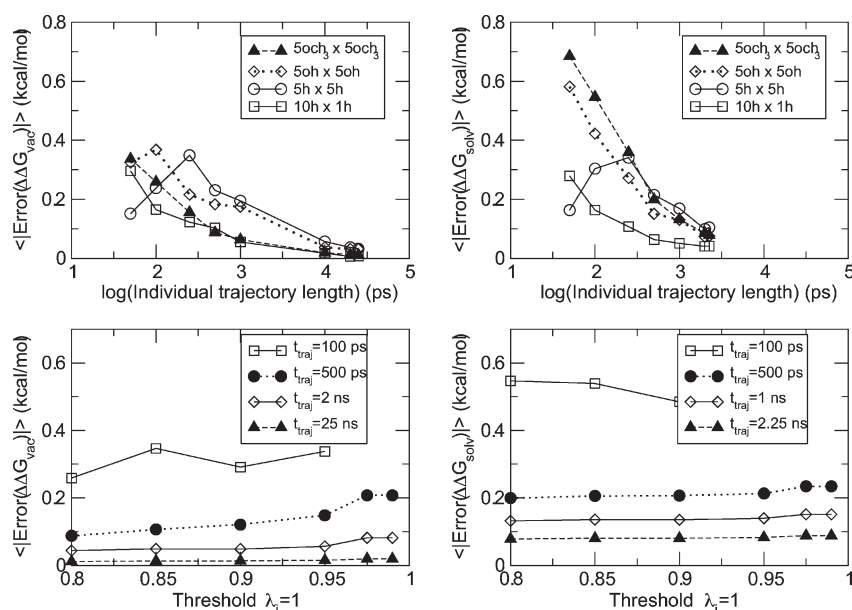 0.8
0.6
0.4
0.2
0
<|Error(ΔΔG_vac)|> (kcal/mol)
5och_3 x 5och_3
5oh x 5oh
5h x 5h
10h x 1h
1 2 3 4 5
log(Individual trajectory length) (ps)
0.8
0.6
0.4
0.2
0
<|Error(ΔΔG_solv)|> (kcal/mol)
5och_3 x 5och_3
5oh x 5oh
5h x 5h
10h x 1h
1 2 3 4 5
log(Individual trajectory length) (ps)
0.6
0.4
0.2
0
<|Error(ΔΔG_vac)|> (kcal/mol)
t_traj=100 ps
t_traj=500 ps
t_traj=2 ns
t_traj=25 ns
0.8 0.85 0.9 0.95 1
Threshold λ_i=1
0.6
0.4
0.2
0
<|Error(ΔΔG_solv)|> (kcal/mol)
t_traj=100 ps
t_traj=500 ps
t_traj=1 ns
t_traj=2.25 ns
0.8 0.85 0.9 0.95 1
Threshold λ_i=1